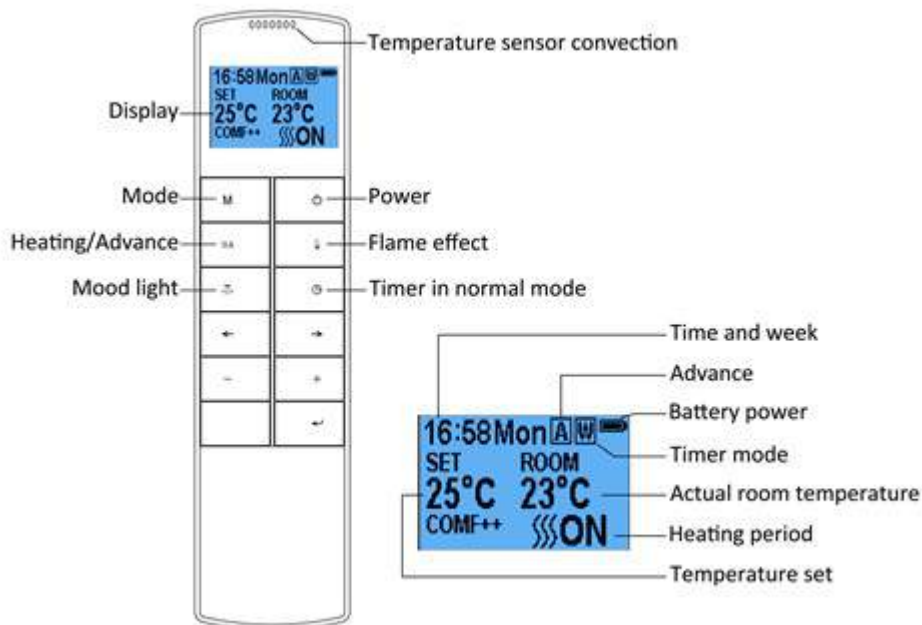 Temperature sensor convection
16:58Mon A W
SET ROOM
25°C 23°C
COMF++ ON
Display
Mode
M
Power
Heating/Advance
Flame effect
Mood light
Timer in normal mode
←
→
-
+
Time and week
Advance
Battery power
16:58Mon A W
Timer mode
SET ROOM
25°C 23°C
Actual room temperature
COMF++ ON
Heating period
Temperature set